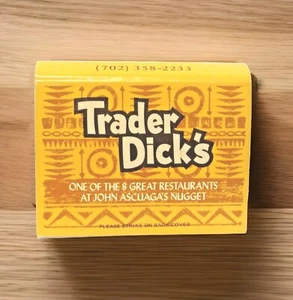 (702) 358-2233
Trader
Dick's
ONE OF THE 8 GREAT RESTAURANTS
AT JOHN ASCUAGA'S NUGGET
PLEASE STRIKE ON BACK COVER